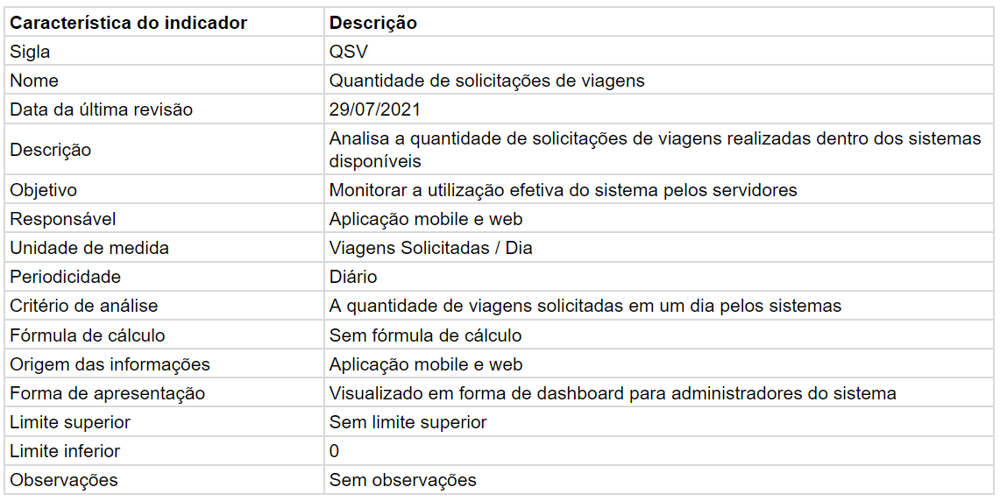 Característica do indicador Descrição
Sigla QSV
Nome Quantidade de solicitações de viagens
Data da última revisão 29/07/2021
Descrição Analisa a quantidade de solicitações de viagens realizadas dentro dos sistemas
disponíveis
Objetivo Monitorar a utilização efetiva do sistema pelos servidores
Responsável Aplicação mobile e web
Unidade de medida Viagens Solicitadas / Dia
Periodicidade Diário
Critério de análise A quantidade de viagens solicitadas em um dia pelos sistemas
Fórmula de cálculo Sem fórmula de cálculo
Origem das informações Aplicação mobile e web
Forma de apresentação Visualizado em forma de dashboard para administradores do sistema
Limite superior Sem limite superior
Limite inferior 0
Observações Sem observações